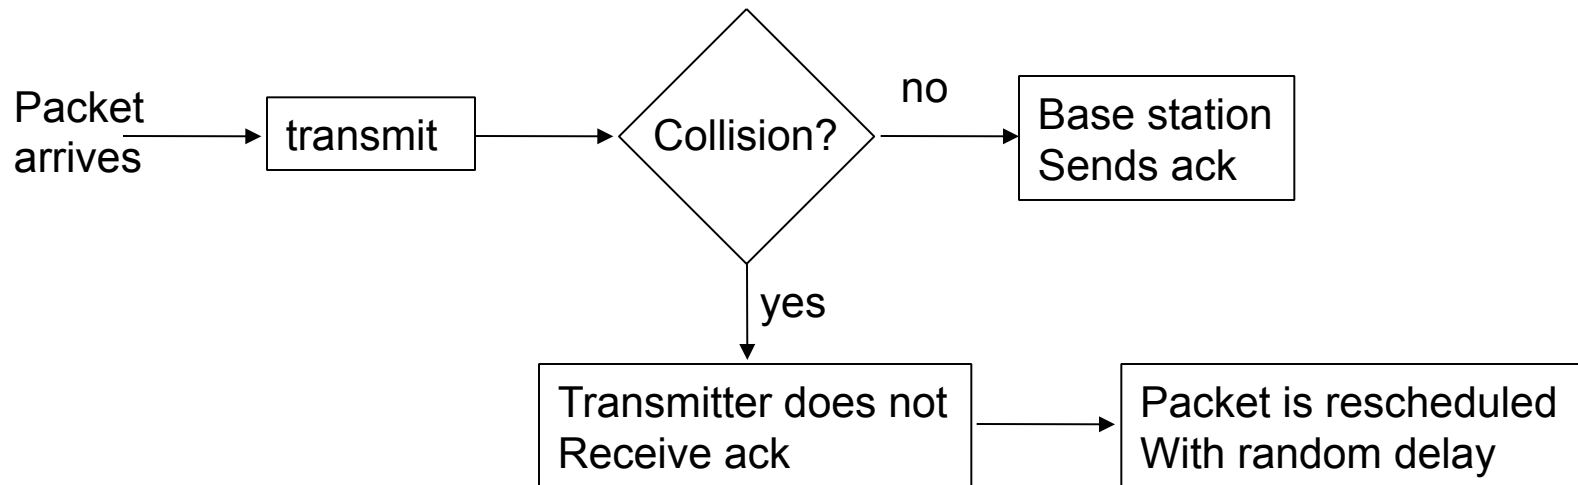 Packet
arrives
transmit
Collision?
no
Base station
Sends ack
yes
Transmitter does not
Receive ack
Packet is rescheduled
With random delay